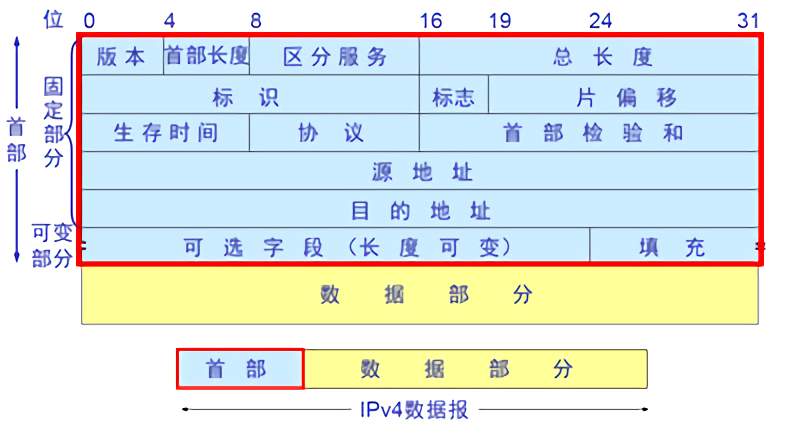 位 0 4 8 16 19 24 31
版本 首部长度 区分服务 总长度
标识 标志 片偏移
生存时间 协议 首部检验和
源地址
目的地址
可选字段（长度可变） 填充
首部
固定部分
可变部分
数据部分
首部 数据部分
IPv4数据报